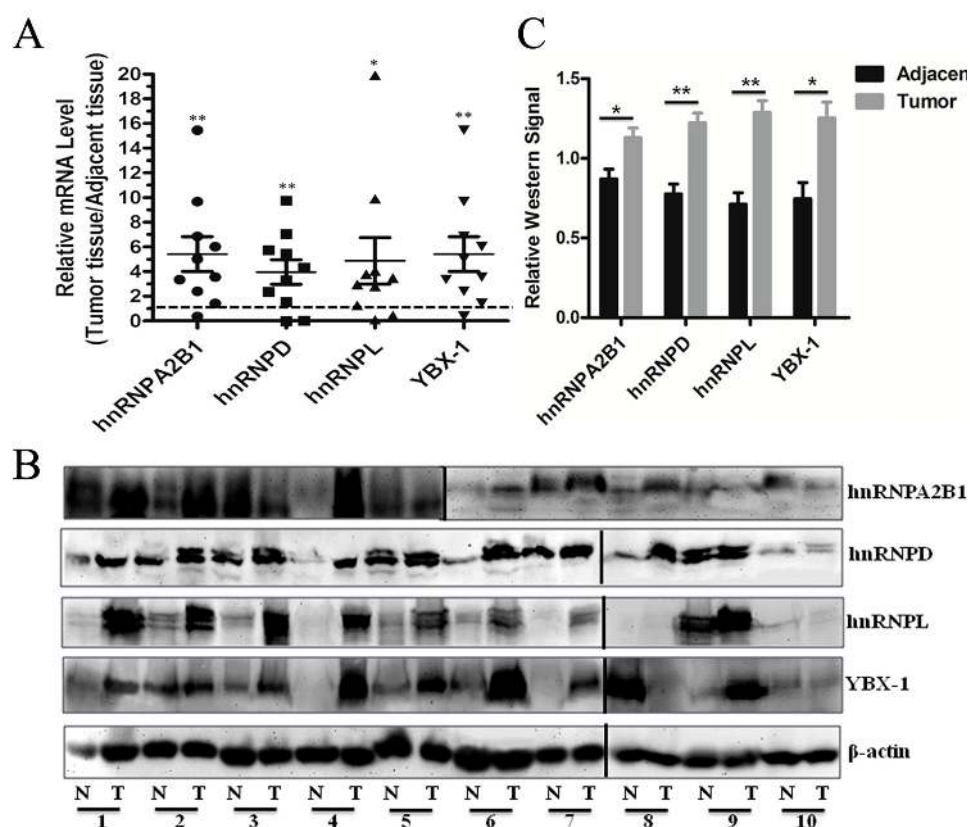 A
Relative mRNA Level
(Tumor tissue/Adjacent tissue)
20
18
16
14
12
10
8
6
4
2
0
**
**
*
**
hnRNPA2B1
hnRNPD
hnRNPL
YBX-1
C
Relative Western Signal
1.5
1.0
0.5
0.0
*
**
**
*
hnRNPA2B1
hnRNPD
hnRNPL
YBX-1
Adjacen
Tumor
B
hnRNPA2B1
hnRNPD
hnRNPL
YBX-1
β-actin
N T N T N T N T N T N T N T N T N T N T
1 2 3 4 5 6 7 8 9 10